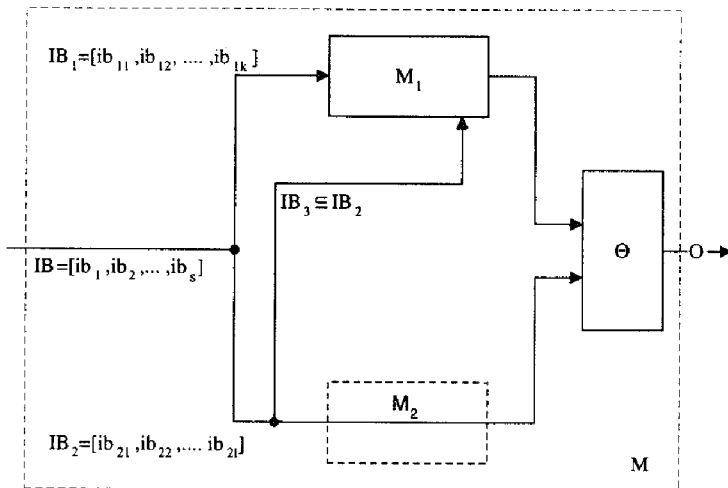 IB₁=[ib₁₁,ib₁₂, ...., ib₁ₖ]
M₁
IB₃ ⊆ IB₂
Θ
O
IB=[ib₁,ib₂,...,ibₛ]
M₂
IB₂=[ib₂₁,ib₂₂,.... ib₂ₗ]
M